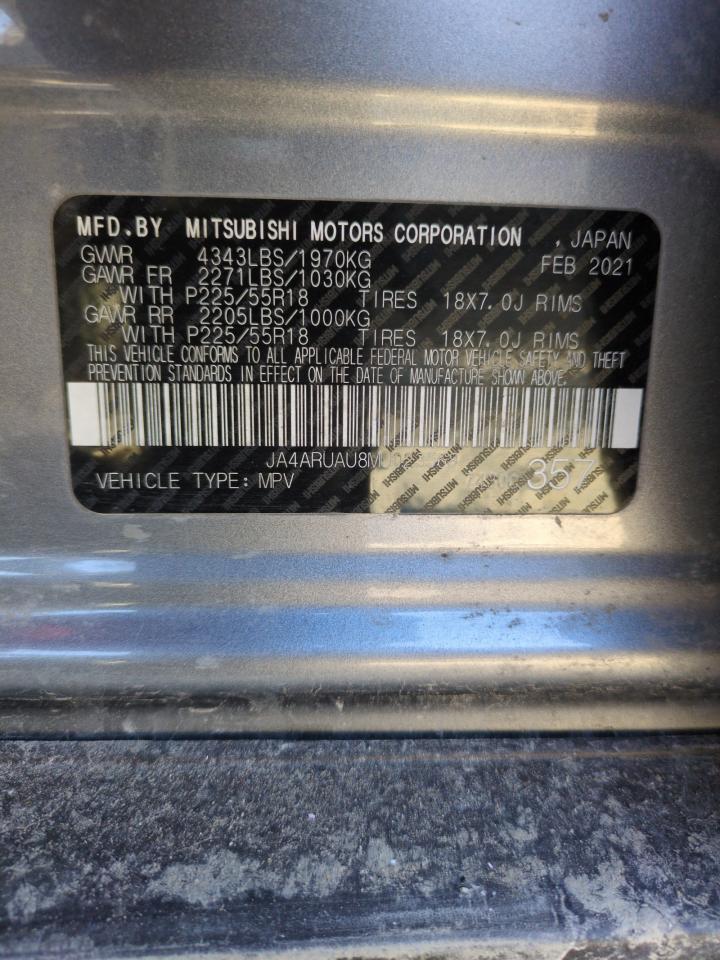 MFD.BY MITSUBISHI MOTORS CORPORATION , JAPAN
GVWR 4343LBS/1970KG FEB 2021
GAWR FR 2271LBS/1030KG
WITH P225/55R18 TIRES 18X7.0J RIMS
GAWR RR 2205LBS/1000KG
WITH P225/55R18 TIRES 18X7.0J RIMS
THIS VEHICLE CONFORMS TO ALL APPLICABLE FEDERAL MOTOR VEHICLE SAFETY AND THEFT
PREVENTION STANDARDS IN EFFECT ON THE DATE OF MANUFACTURE SHOWN ABOVE.
VEHICLE TYPE: MPV 357